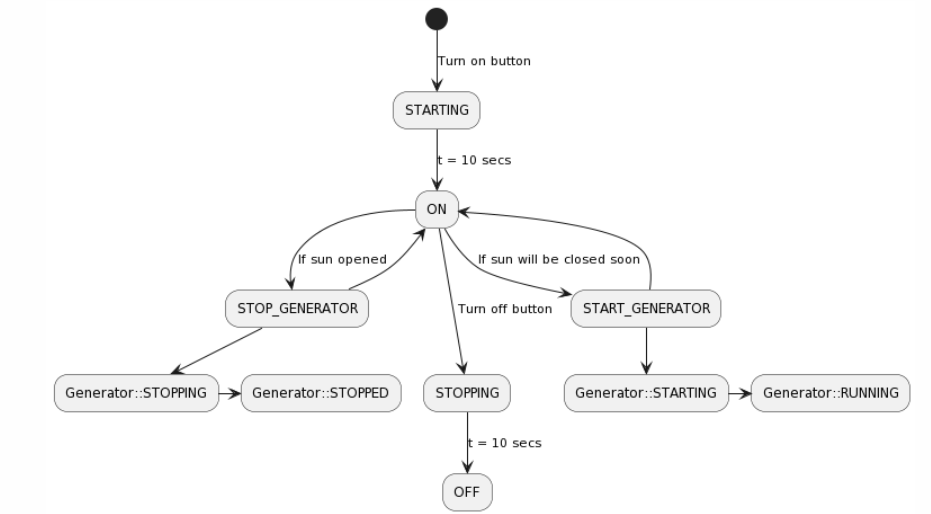 Turn on button
STARTING
t = 10 secs
ON
If sun opened
If sun will be closed soon
STOP_GENERATOR
Turn off button
START_GENERATOR
Generator::STOPPING
Generator::STOPPED
STOPPING
Generator::STARTING
Generator::RUNNING
t = 10 secs
OFF